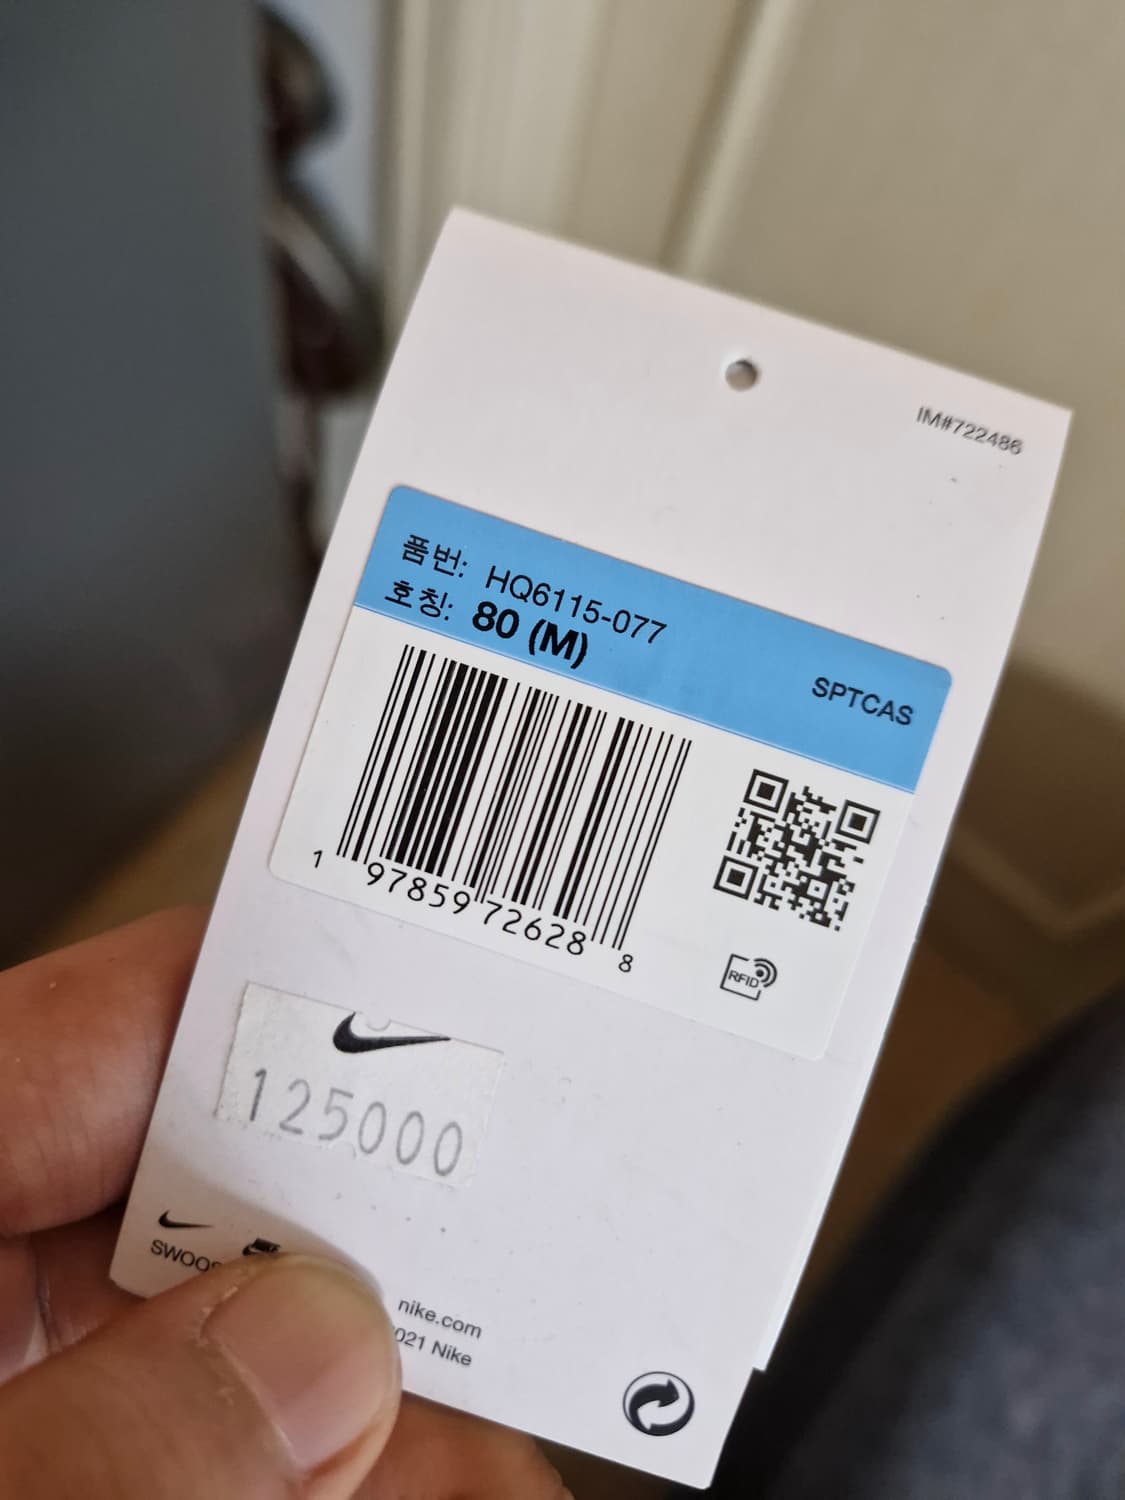 IM#722486
품번: HQ6115-077
호칭: 80 (M)
SPTCAS
1 97859 72628 8
RFID
125000
nike.com
2021 Nike